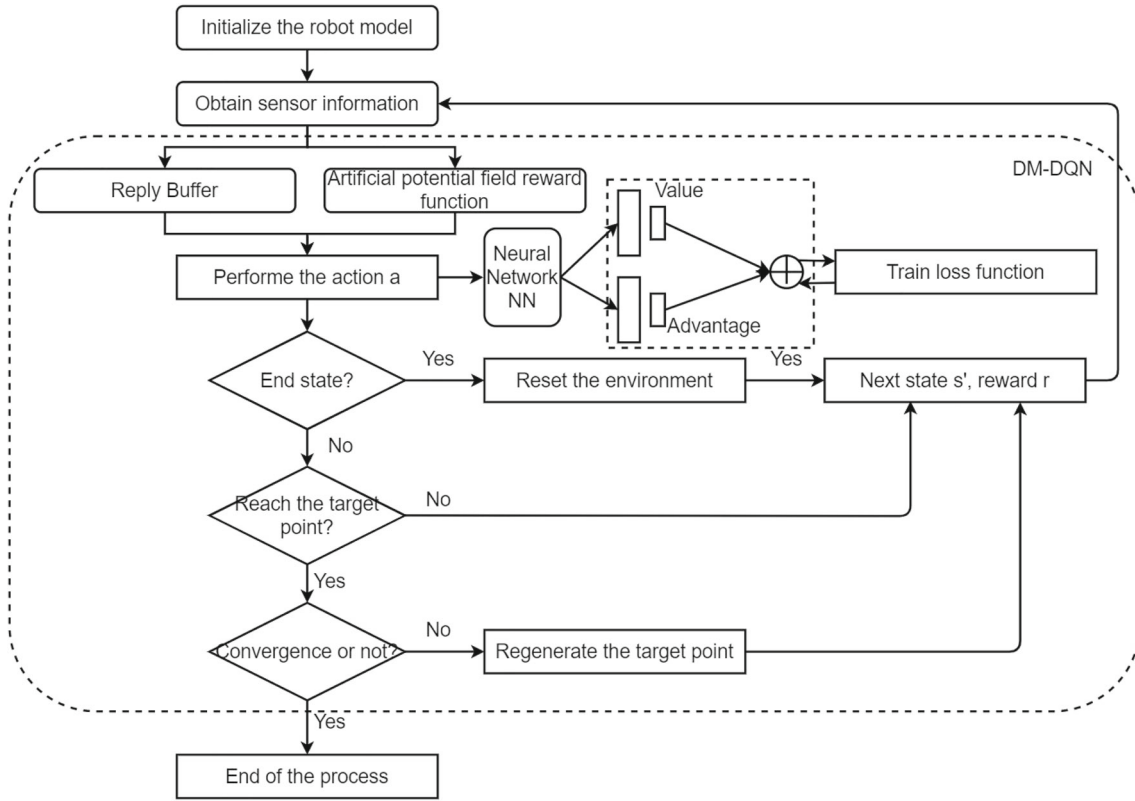 Initialize the robot model
Obtain sensor information
DM-DQN
Reply Buffer
Artificial potential field reward
function
Value
Neural
Network
NN
Performe the action a
Train loss function
Advantage
End state?
Yes
Reset the environment
Yes
Next state s', reward r
No
Reach the target
point?
No
Yes
Convergence or not?
No
Regenerate the target point
Yes
End of the process